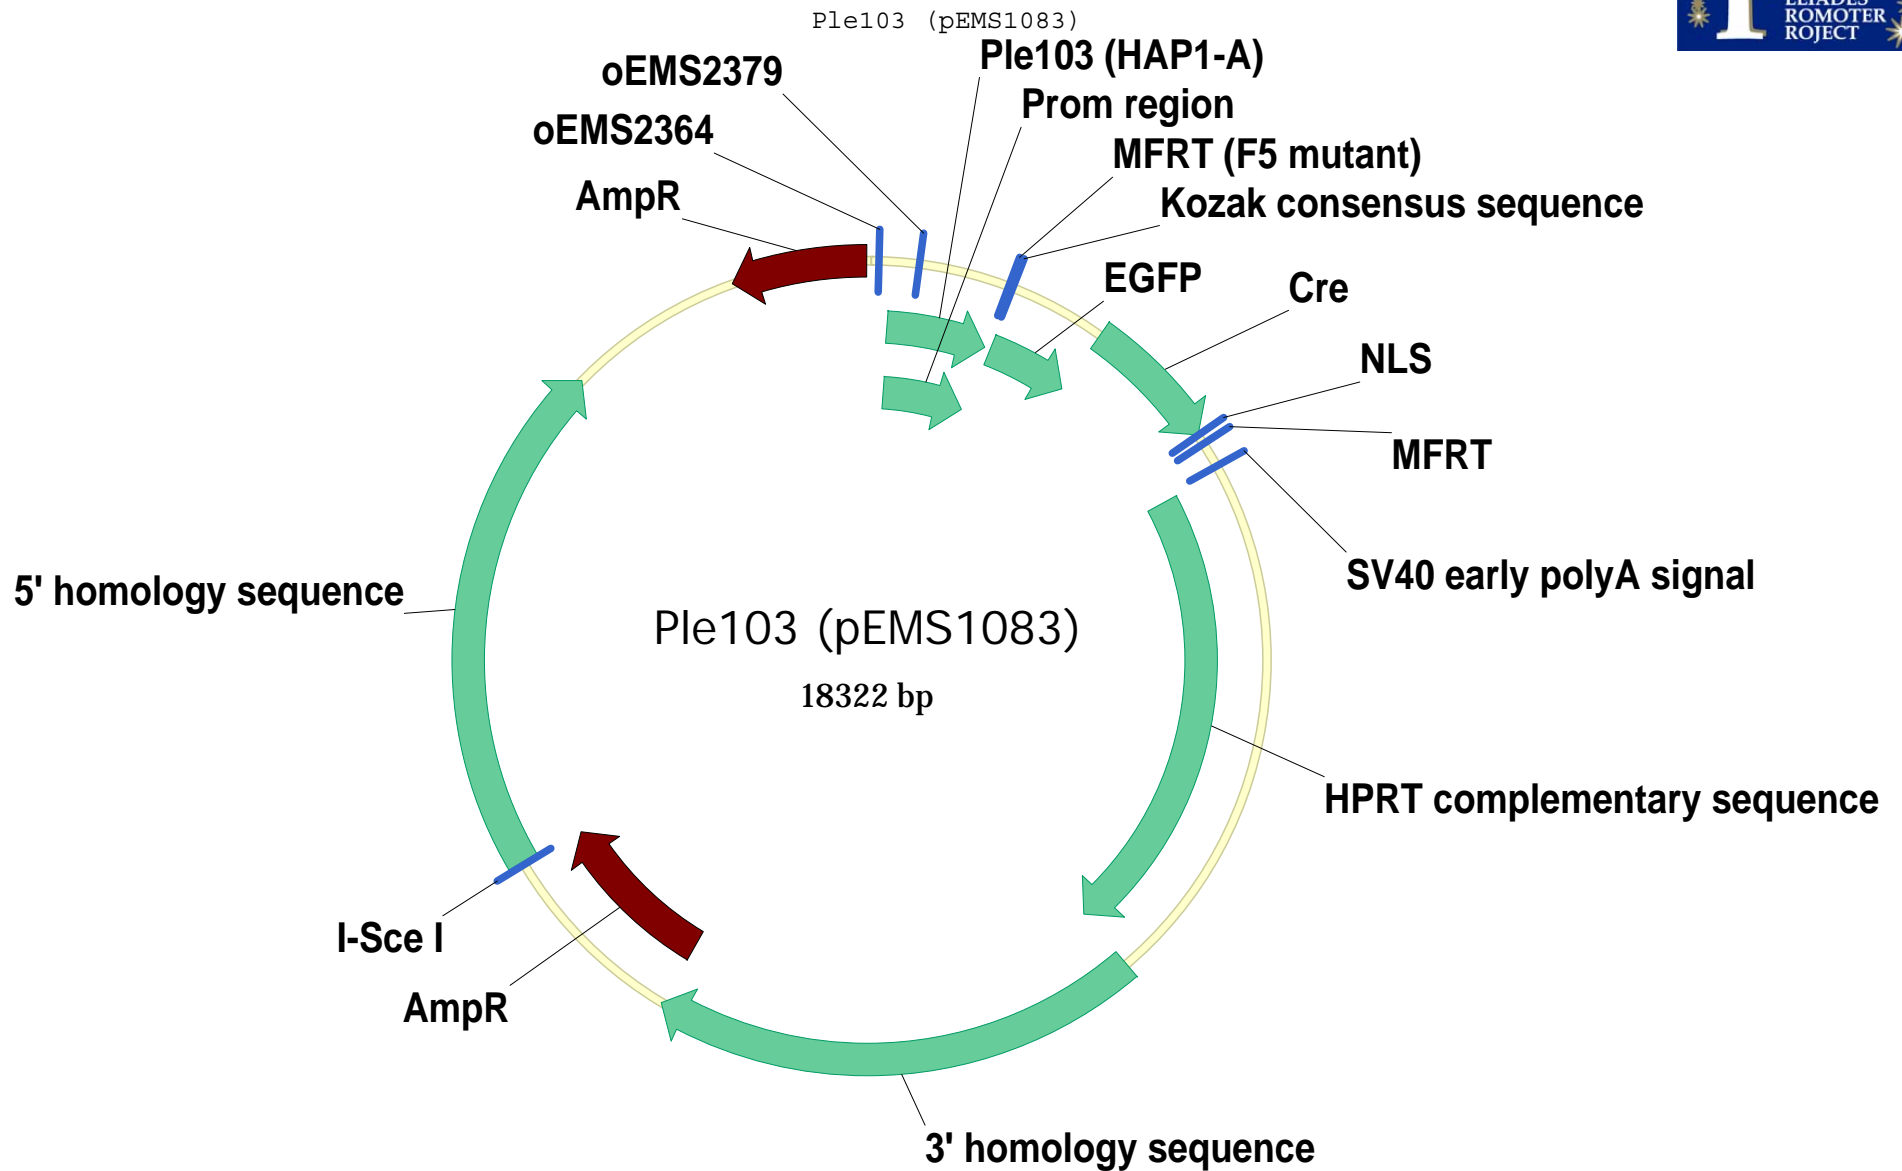 Ple103 (pEMS1083)
ROMOTER
ROJECT
Ple103 (HAP1-A)
oEMS2379
Prom region
oEMS2364
MFRT (F5 mutant)
AmpR
Kozak consensus sequence
EGFP
Cre
NLS
MFRT
SV40 early polyA signal
5' homology sequence
Ple103 (pEMS1083)
18322 bp
HPRT complementary sequence
I-Sce I
AmpR
3' homology sequence